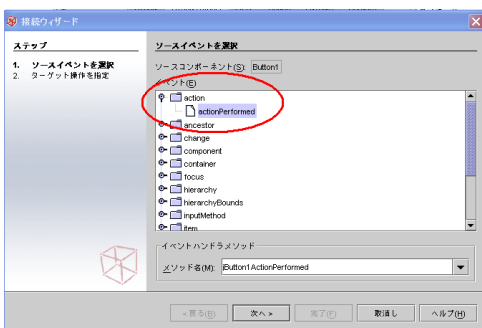 接続ウィザード
ステップ
1. ソースイベントを選択
2. ターゲット操作を指定
ソースイベントを選択
ソースコンポーネント(S): Button1
イベント(E)
action
actionPerformed
ancestor
change
component
container
focus
hierarchy
hierarchyBounds
inputMethod
item
イベントハンドラメソッド
メソッド名(M): jButton1ActionPerformed
< 戻る(B)
次へ >
完了(F)
取消し
ヘルプ(H)